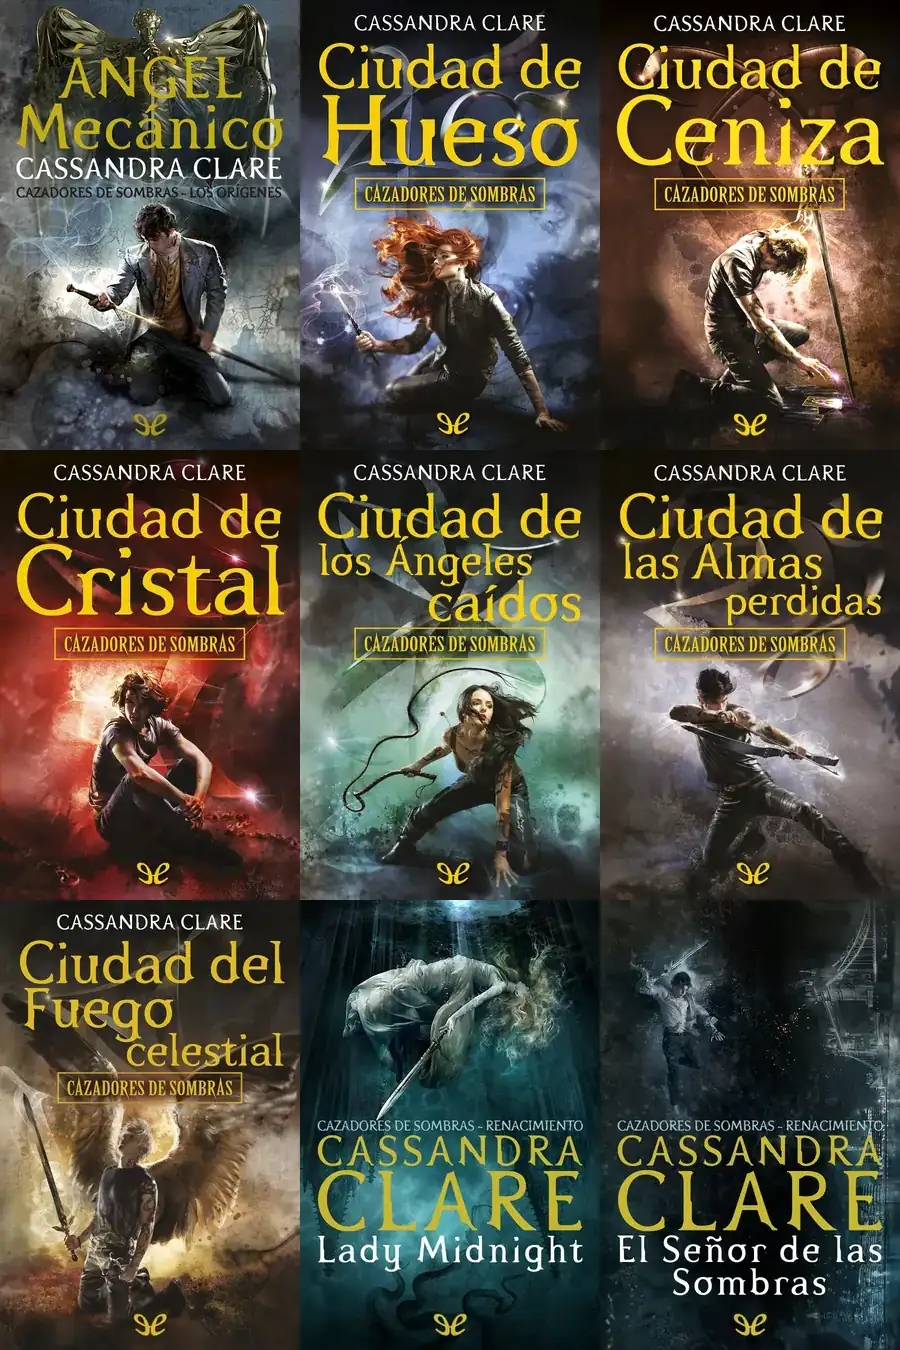 ÁNGEL
Mecánico
CASSANDRA CLARE
CAZADORES DE SOMBRAS - LOS ORÍGENES
CASSANDRA CLARE
Ciudad de
Hueso
CAZADORES DE SOMBRAS
CASSANDRA CLARE
Ciudad de
Ceniza
CAZADORES DE SOMBRAS
CASSANDRA CLARE
Ciudad de
Cristal
CAZADORES DE SOMBRAS
CASSANDRA CLARE
Ciudad de
los Ángeles
caídos
CAZADORES DE SOMBRAS
CASSANDRA CLARE
Ciudad de
las Almas
perdidas
CAZADORES DE SOMBRAS
CASSANDRA CLARE
Ciudad del
Fuego
celestial
CAZADORES DE SOMBRAS
CAZADORES DE SOMBRAS - RENACIMIENTO
CASSANDRA
CLARE
Lady Midnight
CAZADORES DE SOMBRAS - RENACIMIENTO
CASSANDRA
CLARE
El Señor de las
Sombras